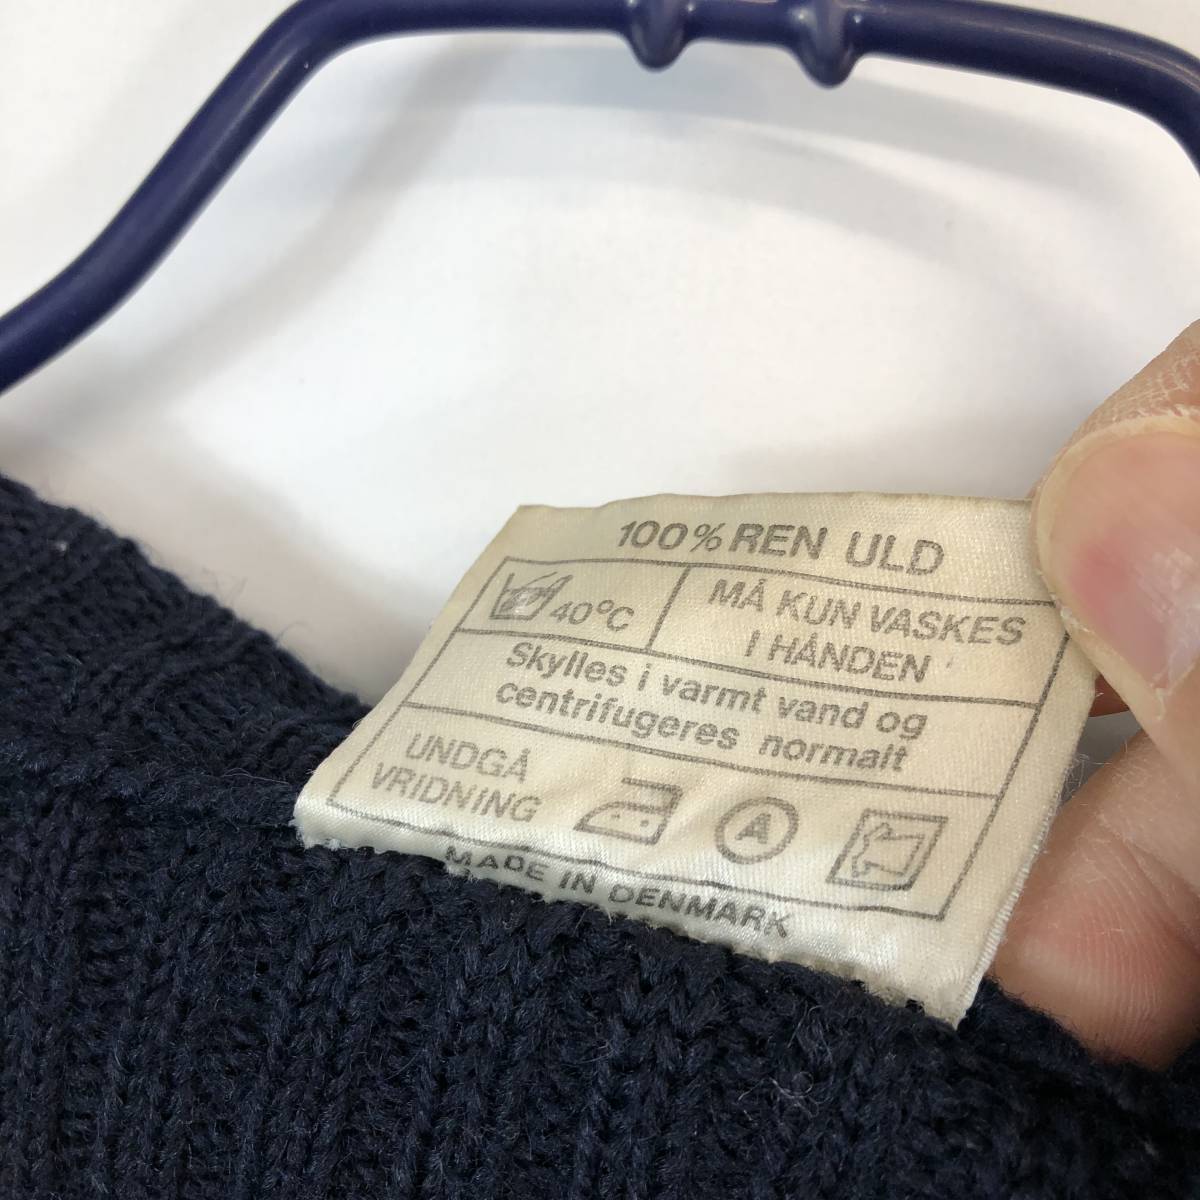 100% REN ULD
40°C
MÅ KUN VASKES
I HÅNDEN
Skylles i varmt vand og
centrifugeres normalt
UNDGÅ
VRIDNING
A
MADE IN DENMARK